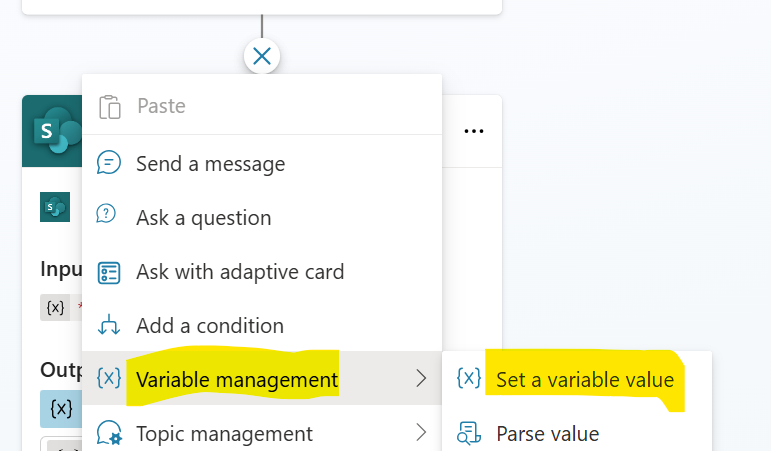 Paste
S
...
Send a message
S
Ask a question
Inpu
Ask with adaptive card
{x} *
Add a condition
Outp
{x} Variable management
{x} Set a variable value
{x}
Topic management
Parse value